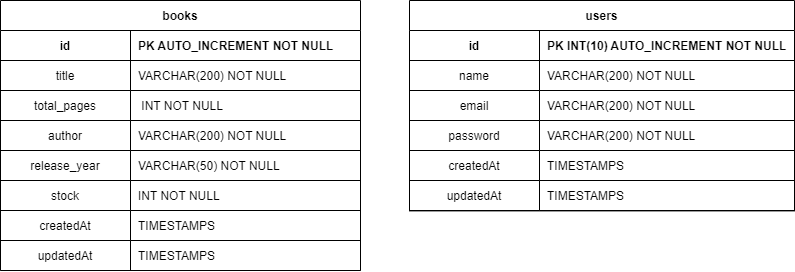 books
id PK AUTO_INCREMENT NOT NULL
title VARCHAR(200) NOT NULL
total_pages INT NOT NULL
author VARCHAR(200) NOT NULL
release_year VARCHAR(50) NOT NULL
stock INT NOT NULL
createdAt TIMESTAMPS
updatedAt TIMESTAMPS
users
id PK INT(10) AUTO_INCREMENT NOT NULL
name VARCHAR(200) NOT NULL
email VARCHAR(200) NOT NULL
password VARCHAR(200) NOT NULL
createdAt TIMESTAMPS
updatedAt TIMESTAMPS